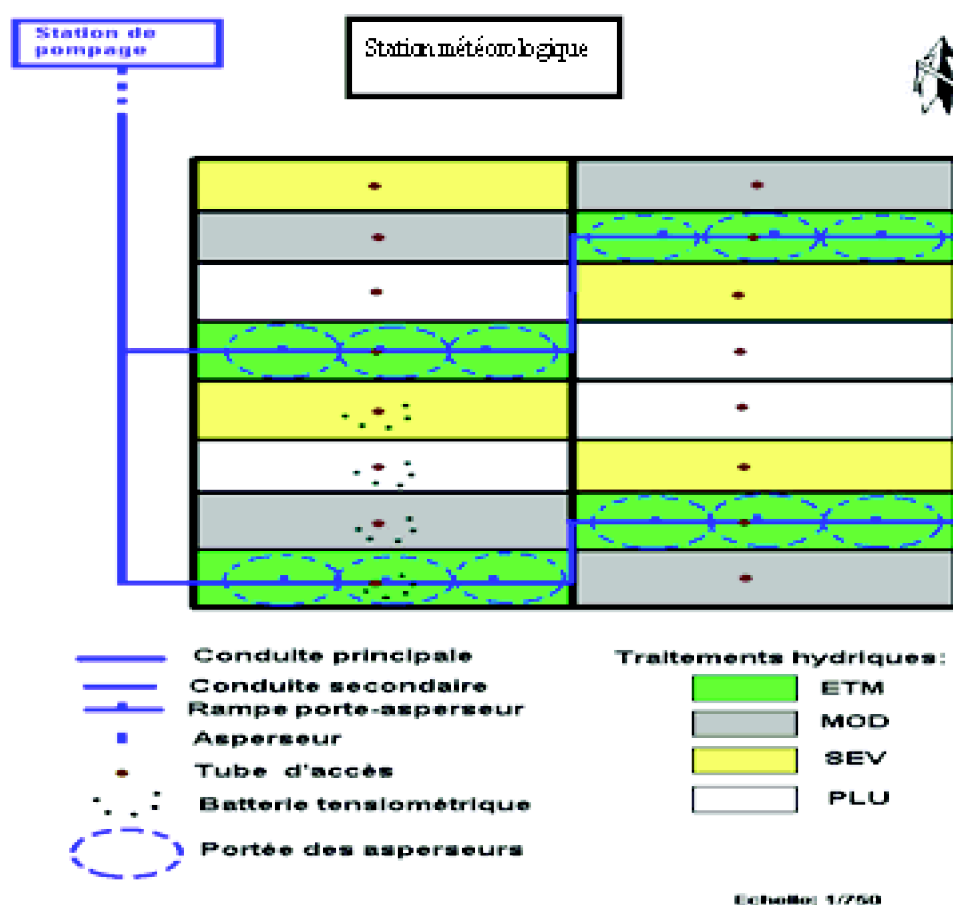 Station de
pompage
Station météorologique
Conduite principale
Conduite secondaire
Rampe porte-asperseur
Asperseur
Tube d'accès
Batterie tensiométrique
Portée des asperseurs
Traitements hydriques:
ETM
MOD
SEV
PLU
Echelle: 1/750